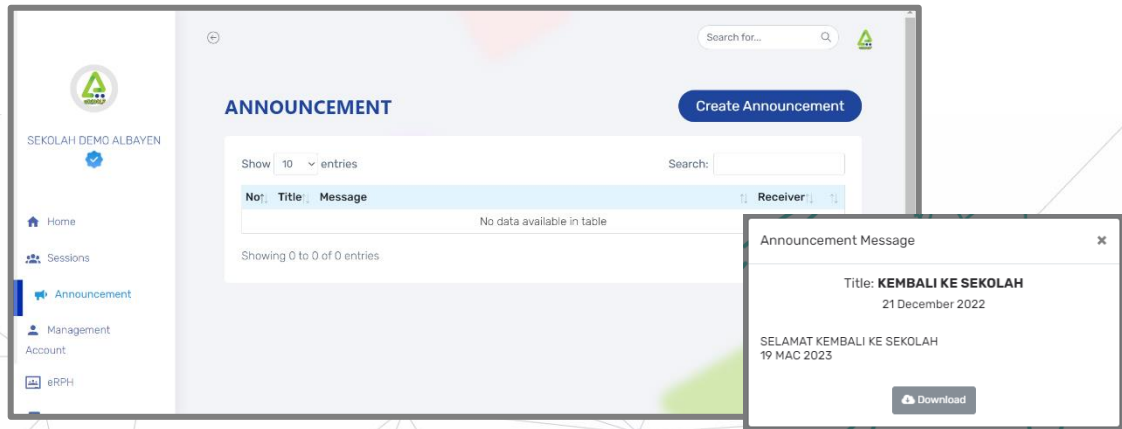 Search for...
ANNOUNCEMENT
Create Announcement
SEKOLAH DEMO ALBAYEN
Show 10 entries
Search:
No Title Message Receiver
No data available in table
Showing 0 to 0 of 0 entries
Home
Sessions
Announcement
Management
Account
eRPH
Announcement Message
Title: KEMBALI KE SEKOLAH
21 December 2022
SELAMAT KEMBALI KE SEKOLAH
19 MAC 2023
Download